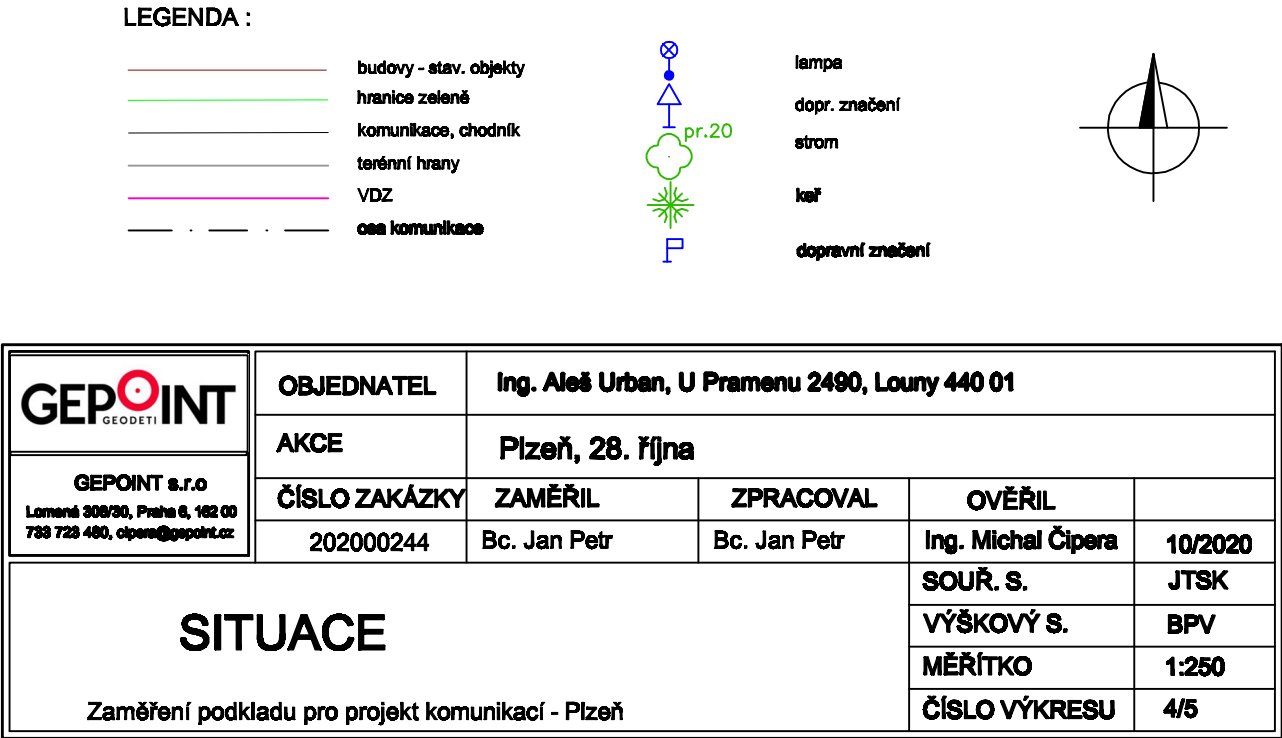 LEGENDA :
budovy - stav. objekty
hranice zeleně
komunikace, chodník
terénní hrany
VDZ
osa komunikace
pr.20
lampa
dopr. značení
strom
keř
dopravní značení
GEPOINT
GEODETI
GEPOINT s.r.o
Lomená 308/30, Praha 6, 162 00
733 723 460, cipera@gepoint.cz
OBJEDNATEL
Ing. Aleš Urban, U Pramenu 2490, Louny 440 01
AKCE
Plzeň, 28. října
ČÍSLO ZAKÁZKY
ZAMĚŘIL
ZPRACOVAL
OVĚŘIL
202000244
Bc. Jan Petr
Bc. Jan Petr
Ing. Michal Čipera
10/2020
SOUŘ. S.
JTSK
VÝŠKOVÝ S.
BPV
MĚŘÍTKO
1:250
ČÍSLO VÝKRESU
4/5
SITUACE
Zaměření podkladu pro projekt komunikací - Plzeň